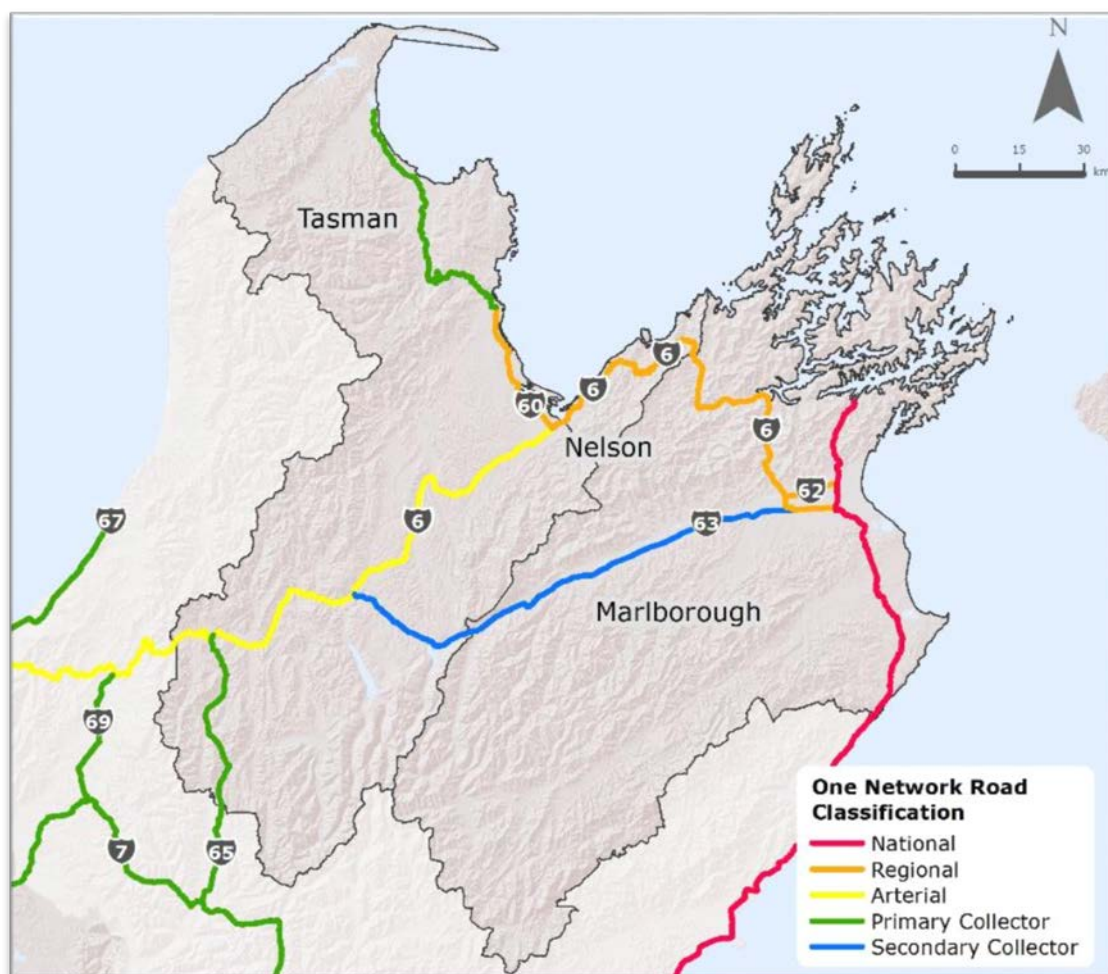 N
0 15 30
km
Tasman
6
60
6
Nelson
6
62
67
6
63
Marlborough
69
7
65
One Network Road
Classification
National
Regional
Arterial
Primary Collector
Secondary Collector